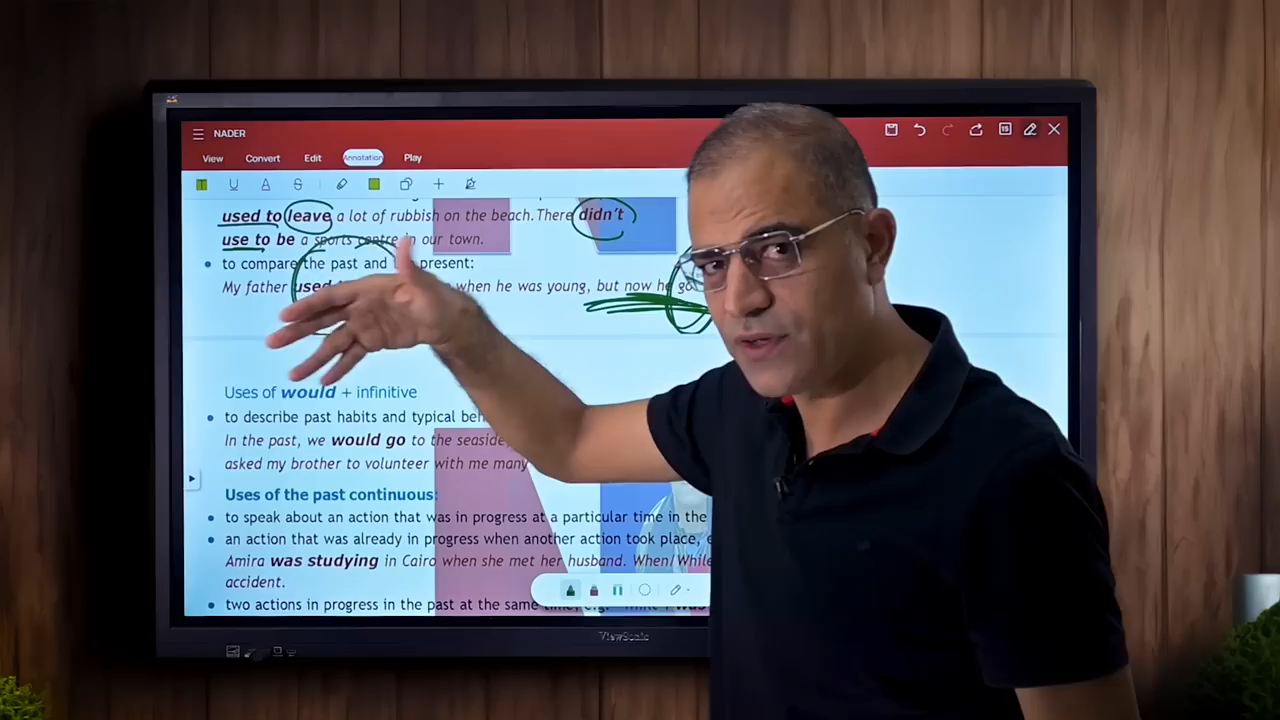 NADER
View Convert Edit Annotation Play
used to leave a lot of rubbish on the beach. There didn't
use to be a sports centre in our town.
• to compare the past and present:
My father used when he was young, but now he
Uses of would + infinitive
• to describe past habits and typical
In the past, we would go to the seaside,
asked my brother to volunteer with me many
Uses of the past continuous:
• to speak about an action that was in progress at a particular time in the
• an action that was already in progress when another action took place,
Amira was studying in Cairo when she met her husband. When/While
accident.
• two actions in progress in the past at the same time, e.g.
ViewSonic